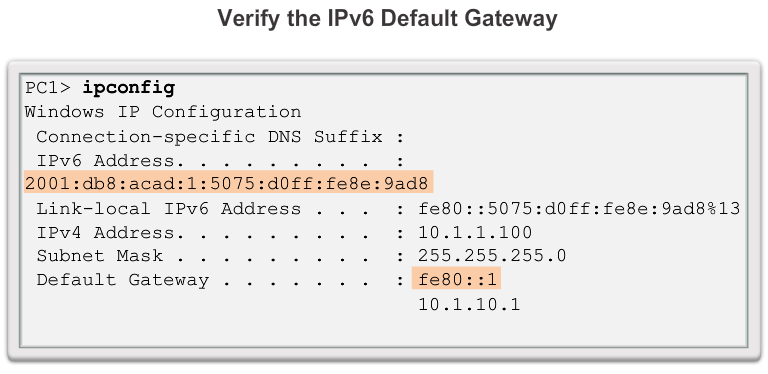 Verify the IPv6 Default Gateway
PC1> ipconfig
Windows IP Configuration
Connection-specific DNS Suffix :
IPv6 Address. . . . . . . . . :
2001:db8:acad:1:5075:d0ff:fe8e:9ad8
Link-local IPv6 Address . . . : fe80::5075:d0ff:fe8e:9ad8%13
IPv4 Address. . . . . . . . . : 10.1.1.100
Subnet Mask . . . . . . . . . : 255.255.255.0
Default Gateway . . . . . . . : fe80::1
10.1.10.1